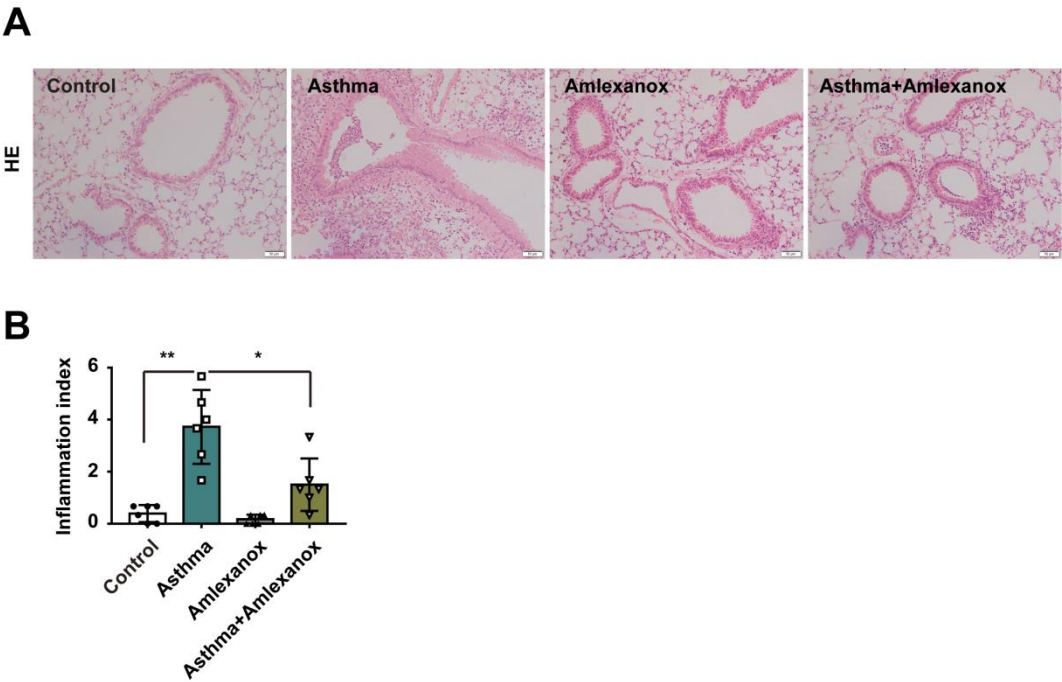 A
Control
Asthma
Amlexanox
Asthma+Amlexanox
HE
B
Inflammation index
6
4
2
0
**
*
Control
Asthma
Amlexanox
Asthma+Amlexanox